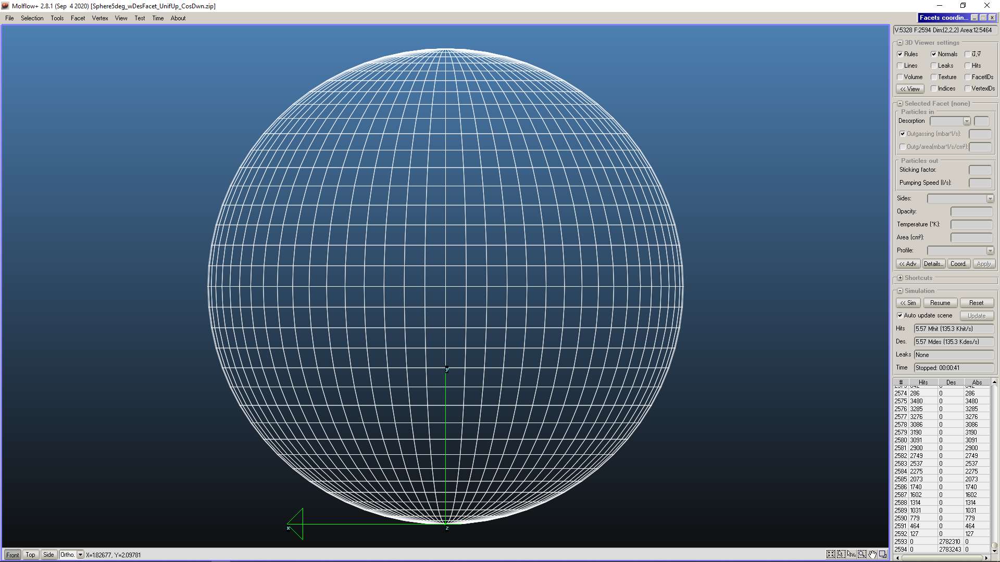 Molflow+ 2.8.1 (Sep  4 2020) [Sphere5deg_wDesFacet_UnifUp_CosDwn.zip]
File Selection Tools Facet Vertex View Test Time About
Facets coordin...
V:5328 F:2594 Dim:(2,2,2) Area:12.5464
3D Viewer settings
Rules Normals u,v
Lines Leaks Hits
Volume Texture FacetIDs
<< View Indices VertexIDs
Selected Facet (none)
Particles in
Desorption
Outgassing (mbar*l/s):
Outg/area(mbar*l/s/cm²):
Particles out
Sticking factor:
Pumping Speed (l/s):
Sides:
Opacity:
Temperature (°K):
Area (cm²):
Profile:
<< Adv Details... Coord. Apply
Shortcuts
Simulation
<< Sim Resume Reset
Auto update scene Update
Hits 5.57 Mhit (135.3 Khit/s)
Des. 5.57 Mdes (135.3 Kdes/s)
Leaks None
Time Stopped: 00:00:41
# Hits Des Abs
2574 286 0 286
2575 3480 0 3480
2576 3285 0 3285
2577 3276 0 3276
2578 3086 0 3086
2579 3190 0 3190
2580 3091 0 3091
2581 2900 0 2900
2582 2749 0 2749
2583 2537 0 2537
2584 2275 0 2275
2585 2073 0 2073
2586 1740 0 1740
2587 1602 0 1602
2588 1314 0 1314
2589 1031 0 1031
2590 779 0 779
2591 464 0 464
2592 127 0 127
2593 0 2782310 0
2594 0 2783243 0
y
x z
Front Top Side Ortho. X=1.82677, Y=2.09781